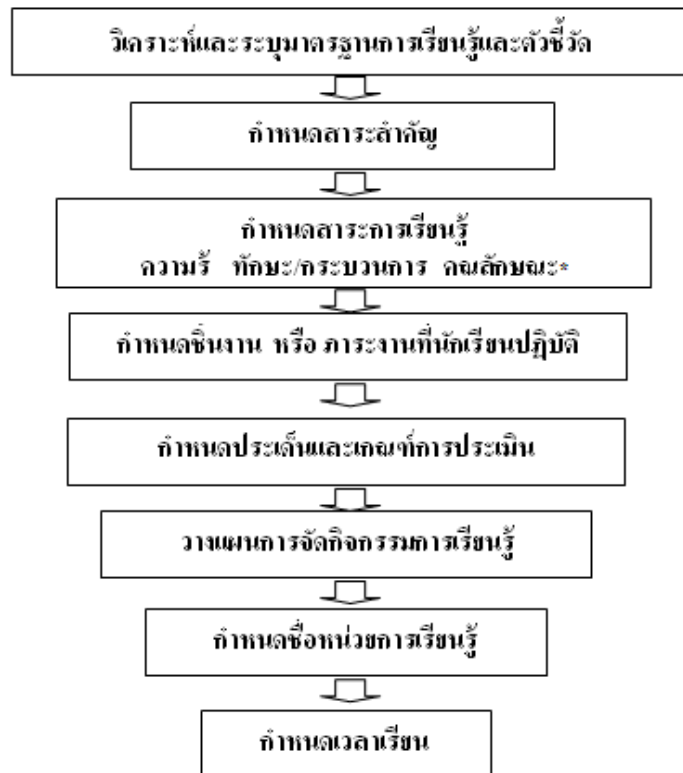 วิเคราะห์และระบุมาตรฐานการเรียนรู้และตัวชี้วัด
กำหนดสาระสำคัญ
กำหนดสาระการเรียนรู้
ความรู้ ทักษะ/กระบวนการ คุณลักษณะ*
กำหนดชิ้นงาน หรือ ภาระงานที่นักเรียนปฏิบัติ
กำหนดประเด็นและเกณฑ์การประเมิน
วางแผนการจัดกิจกรรมการเรียนรู้
กำหนดชื่อหน่วยการเรียนรู้
กำหนดเวลาเรียน